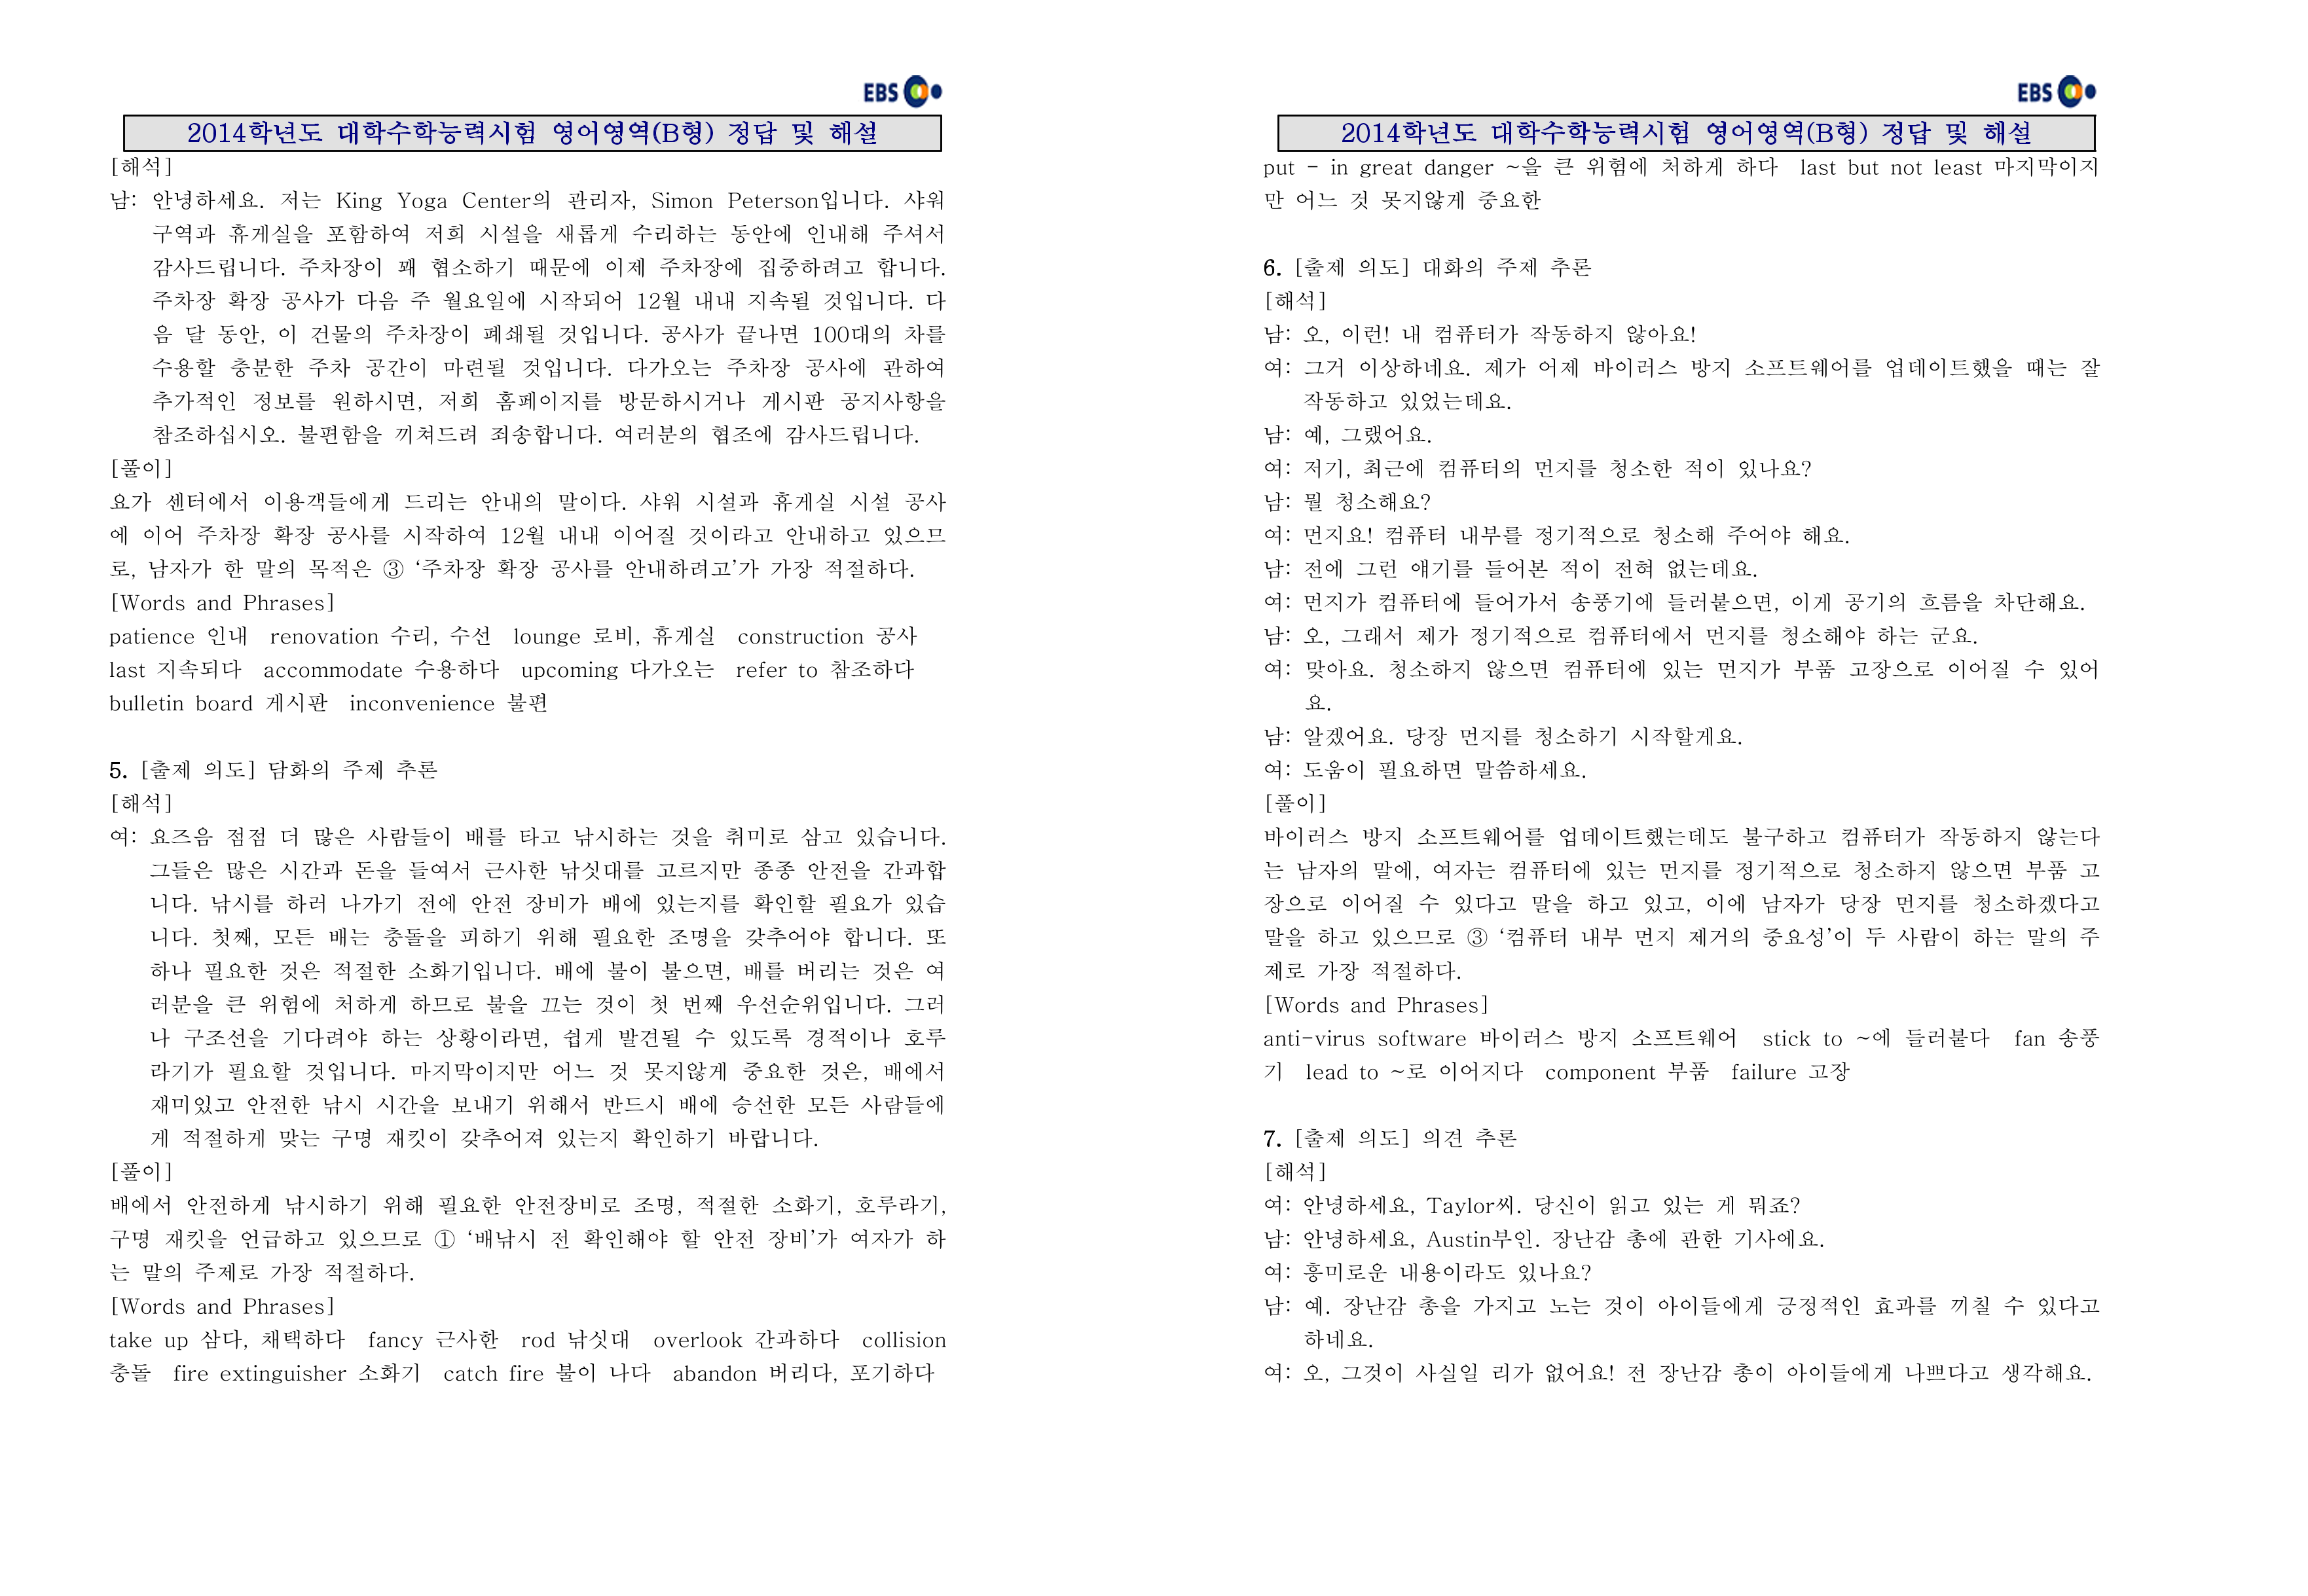 EBS
2014학년도 대학수학능력시험 영어영역(B형) 정답 및 해설
[해석]
남: 안녕하세요. 저는 King Yoga Center의 관리자, Simon Peterson입니다. 샤워
구역과 휴게실을 포함하여 저희 시설을 새롭게 수리하는 동안에 인내해 주셔서
감사드립니다. 주차장이 꽤 협소하기 때문에 이제 주차장에 집중하려고 합니다.
주차장 확장 공사가 다음 주 월요일에 시작되어 12월 내내 지속될 것입니다. 다
음 달 동안, 이 건물의 주차장이 폐쇄될 것입니다. 공사가 끝나면 100대의 차를
수용할 충분한 주차 공간이 마련될 것입니다. 다가오는 주차장 공사에 관하여
추가적인 정보를 원하시면, 저희 홈페이지를 방문하시거나 게시판 공지사항을
참조하십시오. 불편함을 끼쳐드려 죄송합니다. 여러분의 협조에 감사드립니다.
[풀이]
요가 센터에서 이용객들에게 드리는 안내의 말이다. 샤워 시설과 휴게실 시설 공사
에 이어 주차장 확장 공사를 시작하여 12월 내내 이어질 것이라고 안내하고 있으므
로, 남자가 한 말의 목적은 ③ ‘주차장 확장 공사를 안내하려고’가 가장 적절하다.
[Words and Phrases]
patience 인내 renovation 수리, 수선 lounge 로비, 휴게실 construction 공사
last 지속되다 accommodate 수용하다 upcoming 다가오는 refer to 참조하다
bulletin board 게시판 inconvenience 불편
5. [출제 의도] 담화의 주제 추론
[해석]
여: 요즈음 점점 더 많은 사람들이 배를 타고 낚시하는 것을 취미로 삼고 있습니다.
그들은 많은 시간과 돈을 들여서 근사한 낚싯대를 고르지만 종종 안전을 간과합
니다. 낚시를 하러 나가기 전에 안전 장비가 배에 있는지를 확인할 필요가 있습
니다. 첫째, 모든 배는 충돌을 피하기 위해 필요한 조명을 갖추어야 합니다. 또
하나 필요한 것은 적절한 소화기입니다. 배에 불이 붙으면, 배를 버리는 것은 여
러분을 큰 위험에 처하게 하므로 불을 끄는 것이 첫 번째 우선순위입니다. 그러
나 구조선을 기다려야 하는 상황이라면, 쉽게 발견될 수 있도록 경적이나 호루
라기가 필요할 것입니다. 마지막이지만 어느 것 못지않게 중요한 것은, 배에서
재미있고 안전한 낚시 시간을 보내기 위해서 반드시 배에 승선한 모든 사람들에
게 적절하게 맞는 구명 재킷이 갖추어져 있는지 확인하기 바랍니다.
[풀이]
배에서 안전하게 낚시하기 위해 필요한 안전장비로 조명, 적절한 소화기, 호루라기,
구명 재킷을 언급하고 있으므로 ① ‘배낚시 전 확인해야 할 안전 장비’가 여자가 하
는 말의 주제로 가장 적절하다.
[Words and Phrases]
take up 삼다, 채택하다 fancy 근사한 rod 낚싯대 overlook 간과하다 collision
충돌 fire extinguisher 소화기 catch fire 불이 나다 abandon 버리다, 포기하다
EBS
2014학년도 대학수학능력시험 영어영역(B형) 정답 및 해설
put - in great danger ~을 큰 위험에 처하게 하다 last but not least 마지막이지
만 어느 것 못지않게 중요한
6. [출제 의도] 대화의 주제 추론
[해석]
남: 오, 이런! 내 컴퓨터가 작동하지 않아요!
여: 그거 이상하네요. 제가 어제 바이러스 방지 소프트웨어를 업데이트했을 때는 잘
작동하고 있었는데요.
남: 예, 그랬어요.
여: 저기, 최근에 컴퓨터의 먼지를 청소한 적이 있나요?
남: 뭘 청소해요?
여: 먼지요! 컴퓨터 내부를 정기적으로 청소해 주어야 해요.
남: 전에 그런 얘기를 들어본 적이 전혀 없는데요.
여: 먼지가 컴퓨터에 들어가서 송풍기에 들러붙으면, 이게 공기의 흐름을 차단해요.
남: 오, 그래서 제가 정기적으로 컴퓨터에서 먼지를 청소해야 하는 군요.
여: 맞아요. 청소하지 않으면 컴퓨터에 있는 먼지가 부품 고장으로 이어질 수 있어
요.
남: 알겠어요. 당장 먼지를 청소하기 시작할게요.
여: 도움이 필요하면 말씀하세요.
[풀이]
바이러스 방지 소프트웨어를 업데이트했는데도 불구하고 컴퓨터가 작동하지 않는다
는 남자의 말에, 여자는 컴퓨터에 있는 먼지를 정기적으로 청소하지 않으면 부품 고
장으로 이어질 수 있다고 말을 하고 있고, 이에 남자가 당장 먼지를 청소하겠다고
말을 하고 있으므로 ③ ‘컴퓨터 내부 먼지 제거의 중요성’이 두 사람이 하는 말의 주
제로 가장 적절하다.
[Words and Phrases]
anti-virus software 바이러스 방지 소프트웨어 stick to ~에 들러붙다 fan 송풍
기 lead to ~로 이어지다 component 부품 failure 고장
7. [출제 의도] 의견 추론
[해석]
여: 안녕하세요, Taylor씨. 당신이 읽고 있는 게 뭐죠?
남: 안녕하세요, Austin부인. 장난감 총에 관한 기사에요.
여: 흥미로운 내용이라도 있나요?
남: 예. 장난감 총을 가지고 노는 것이 아이들에게 긍정적인 효과를 끼칠 수 있다고
하네요.
여: 오, 그것이 사실일 리가 없어요! 전 장난감 총이 아이들에게 나쁘다고 생각해요.